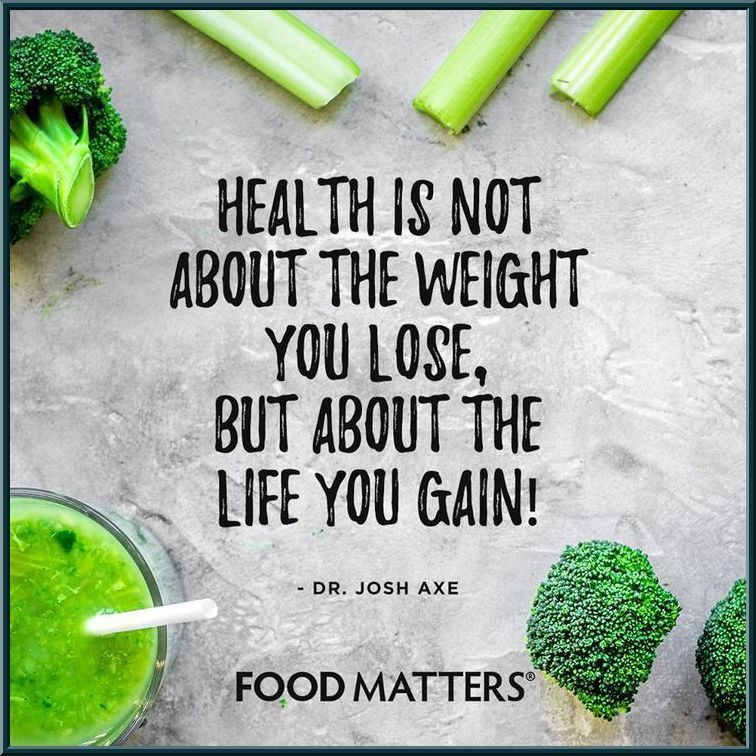 HEALTH IS NOT
ABOUT THE WEIGHT
YOU LOSE,
BUT ABOUT THE
LIFE YOU GAIN!
- DR. JOSH AXE
FOOD MATTERS®